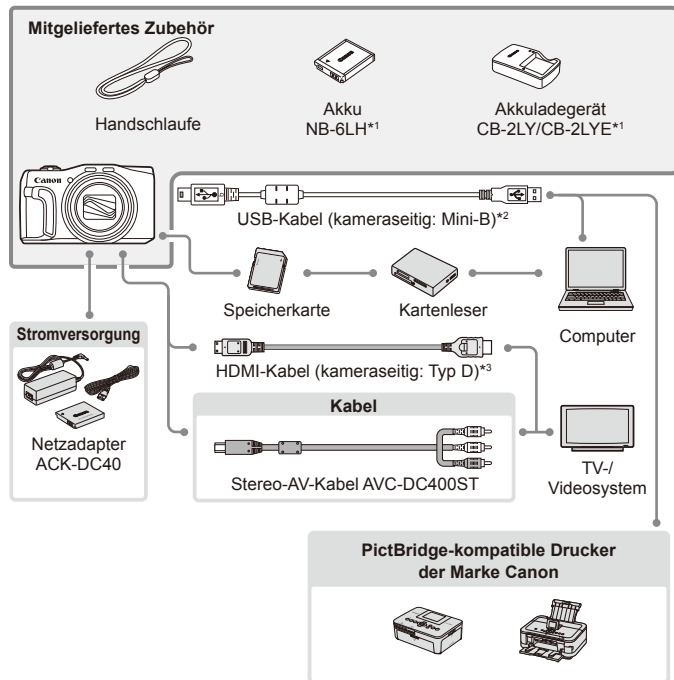 Mitgeliefertes Zubehör
Handschlaufe
Akku
NB-6LH*1
Akkuladegerät
CB-2LY/CB-2LYE*1
Canon
USB-Kabel (kameraseitig: Mini-B)*2
Speicherkarte
Kartenleser
Computer
Stromversorgung
Netzadapter
ACK-DC40
HDMI-Kabel (kameraseitig: Typ D)*3
Kabel
Stereo-AV-Kabel AVC-DC400ST
TV-/
Videosystem
PictBridge-kompatible Drucker
der Marke Canon